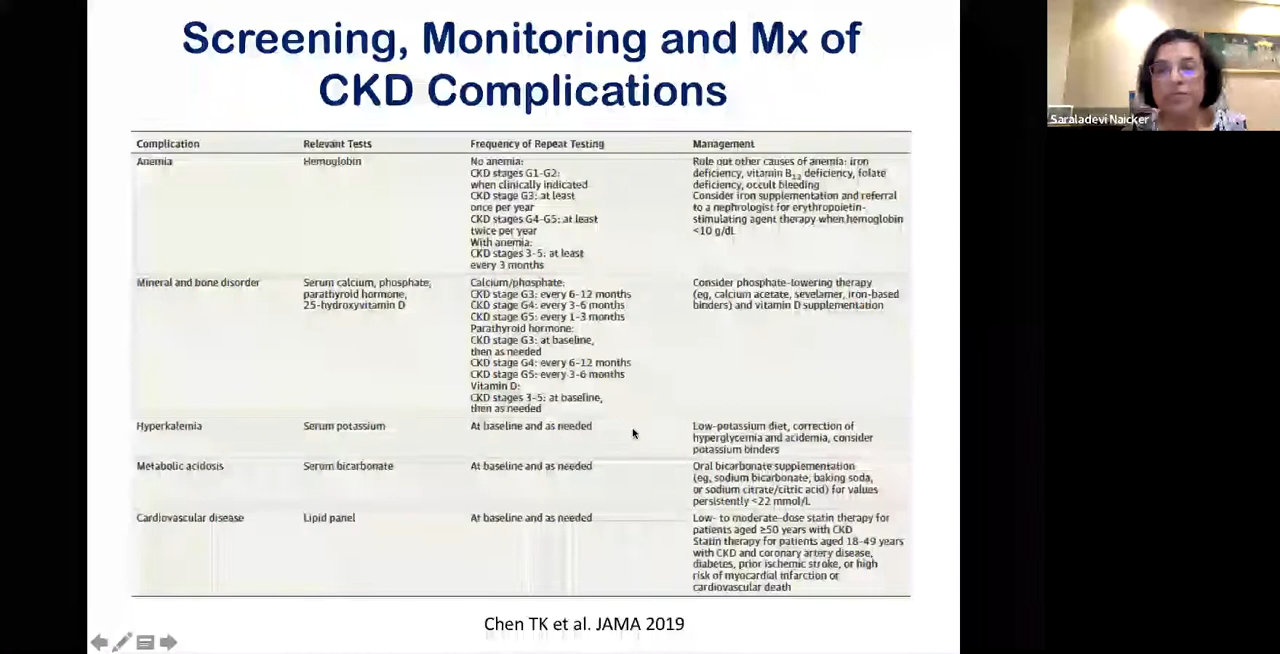 Screening, Monitoring and Mx of
CKD Complications
Saraladevi Naicker
Complication Relevant Tests Frequency of Repeat Testing Management
Anemia
Hemoglobin
No anemia:
CKD stages G1-G2:
when clinically indicated
CKD stage G3: at least
once per year
CKD stages G4-G5: at least
twice per year
With anemia:
CKD stages 3-5: at least
every 3 months
Rule out other causes of anemia: iron
deficiency, vitamin B12 deficiency, folate
deficiency, occult bleeding
Consider iron supplementation and referral
to a nephrologist for erythropoietin-
stimulating agent therapy when hemoglobin
<10 g/dL
Mineral and bone disorder
Serum calcium, phosphate,
parathyroid hormone,
25-hydroxyvitamin D
Calcium/phosphate:
CKD stage G3: every 6-12 months
CKD stage G4: every 3-6 months
CKD stage G5: every 1-3 months
Parathyroid hormone:
CKD stage G3: at baseline,
then as needed
CKD stage G4: every 6-12 months
CKD stage G5: every 3-6 months
Vitamin D:
CKD stages 3-5: at baseline,
then as needed
Consider phosphate-lowering therapy
(eg, calcium acetate, sevelamer, iron-based
binders) and vitamin D supplementation
Hyperkalemia
Serum potassium
At baseline and as needed
Low-potassium diet, correction of
hyperglycemia and acidemia, consider
potassium binders
Metabolic acidosis
Serum bicarbonate
At baseline and as needed
Oral bicarbonate supplementation
(eg, sodium bicarbonate, baking soda,
or sodium citrate/citric acid) for values
persistently <22 mmol/L
Cardiovascular disease
Lipid panel
At baseline and as needed
Low- to moderate-dose statin therapy for
patients aged ≥50 years with CKD
Statin therapy for patients aged 18-49 years
with CKD and coronary artery disease,
diabetes, prior ischemic stroke, or high
risk of myocardial infarction or
cardiovascular death
Chen TK et al. JAMA 2019